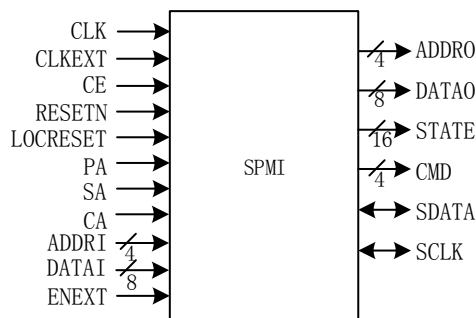 CLK
CLKEXT
CE
RESETN
LOCRESET
PA
SA
CA
ADDRI 4
DATAI 8
ENEXT
SPMI
4 ADDRO
8 DATAO
16 STATE
4 CMD
SDATA
SCLK